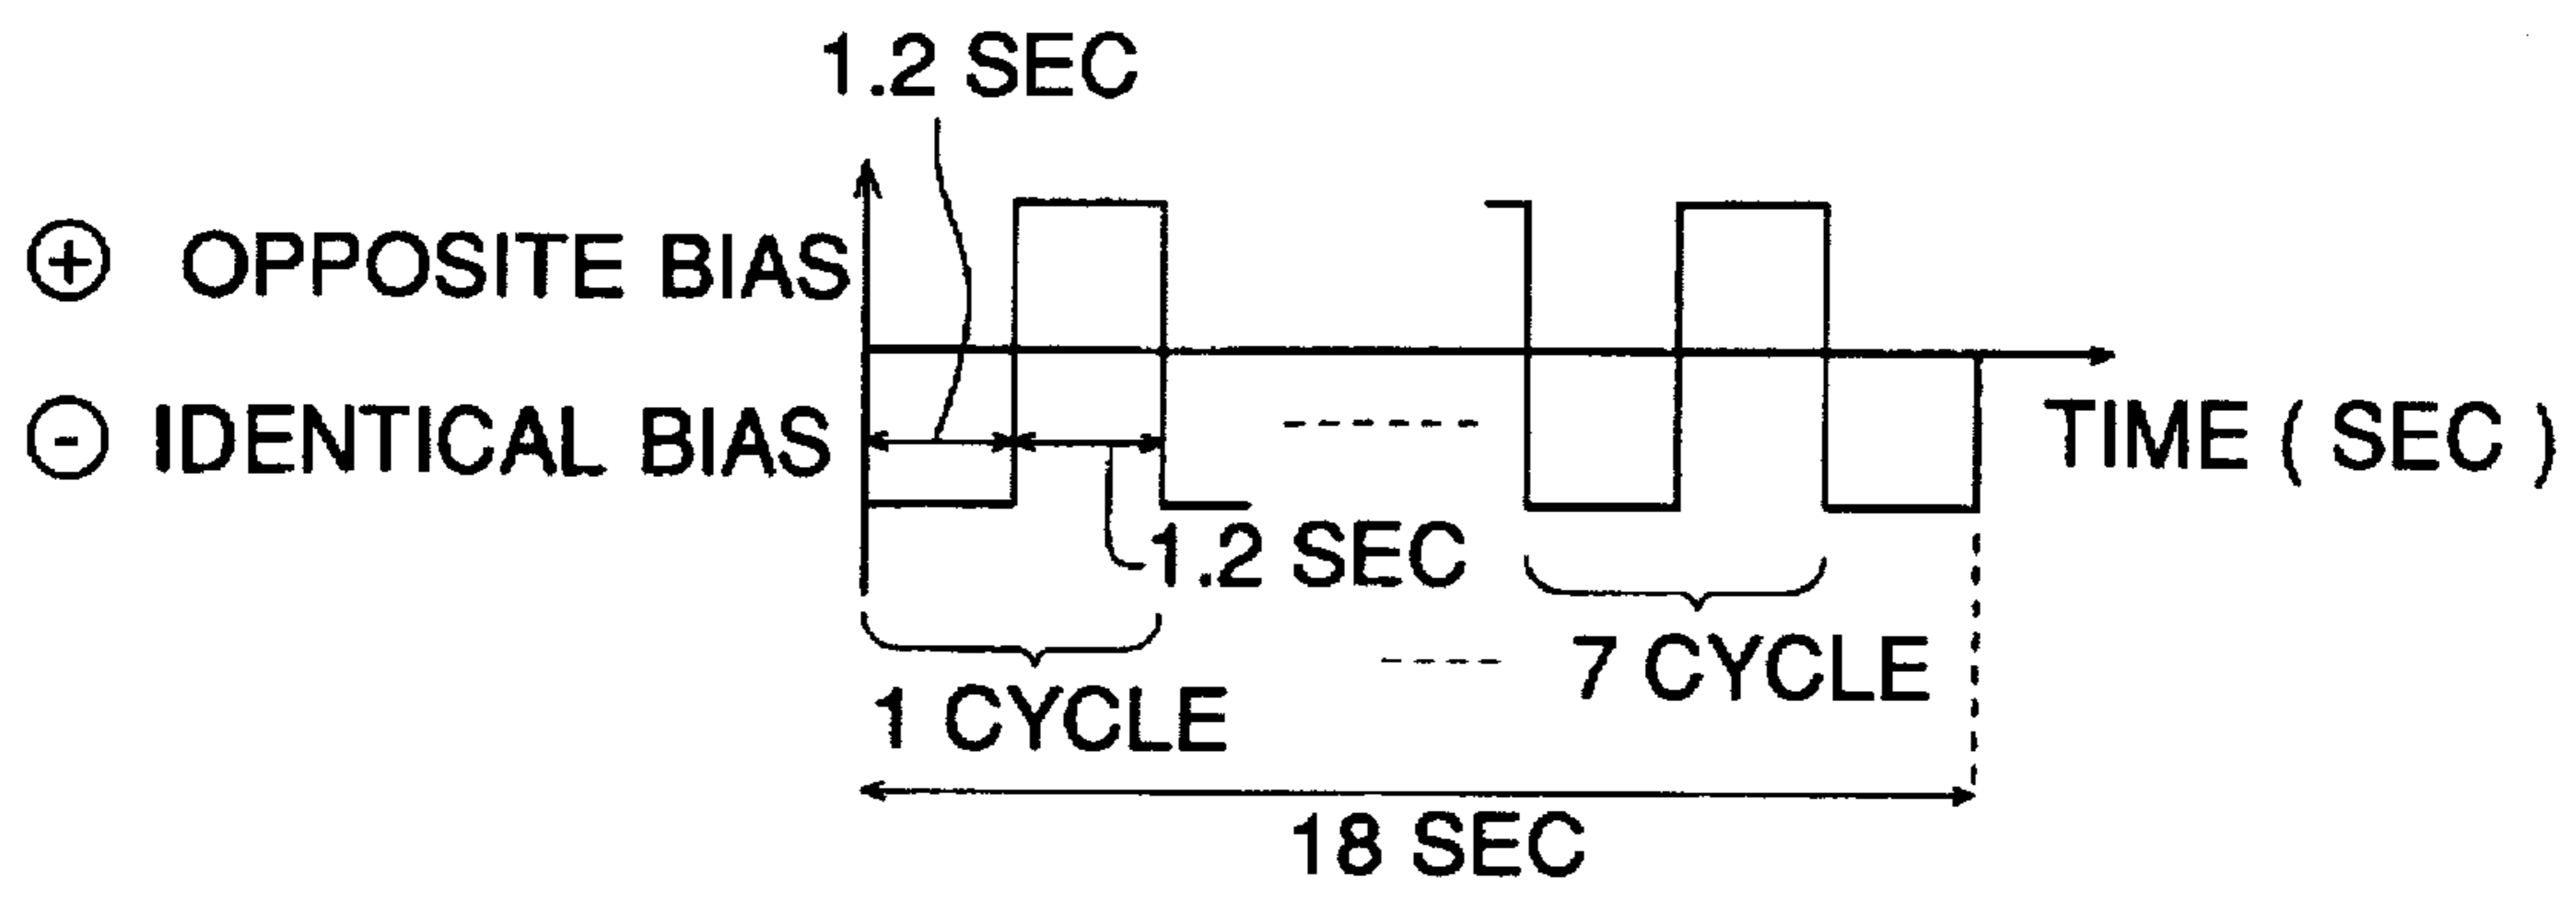 1.2 SEC
⊕ OPPOSITE BIAS
⊖ IDENTICAL BIAS
TIME ( SEC )
1.2 SEC
1 CYCLE
7 CYCLE
18 SEC